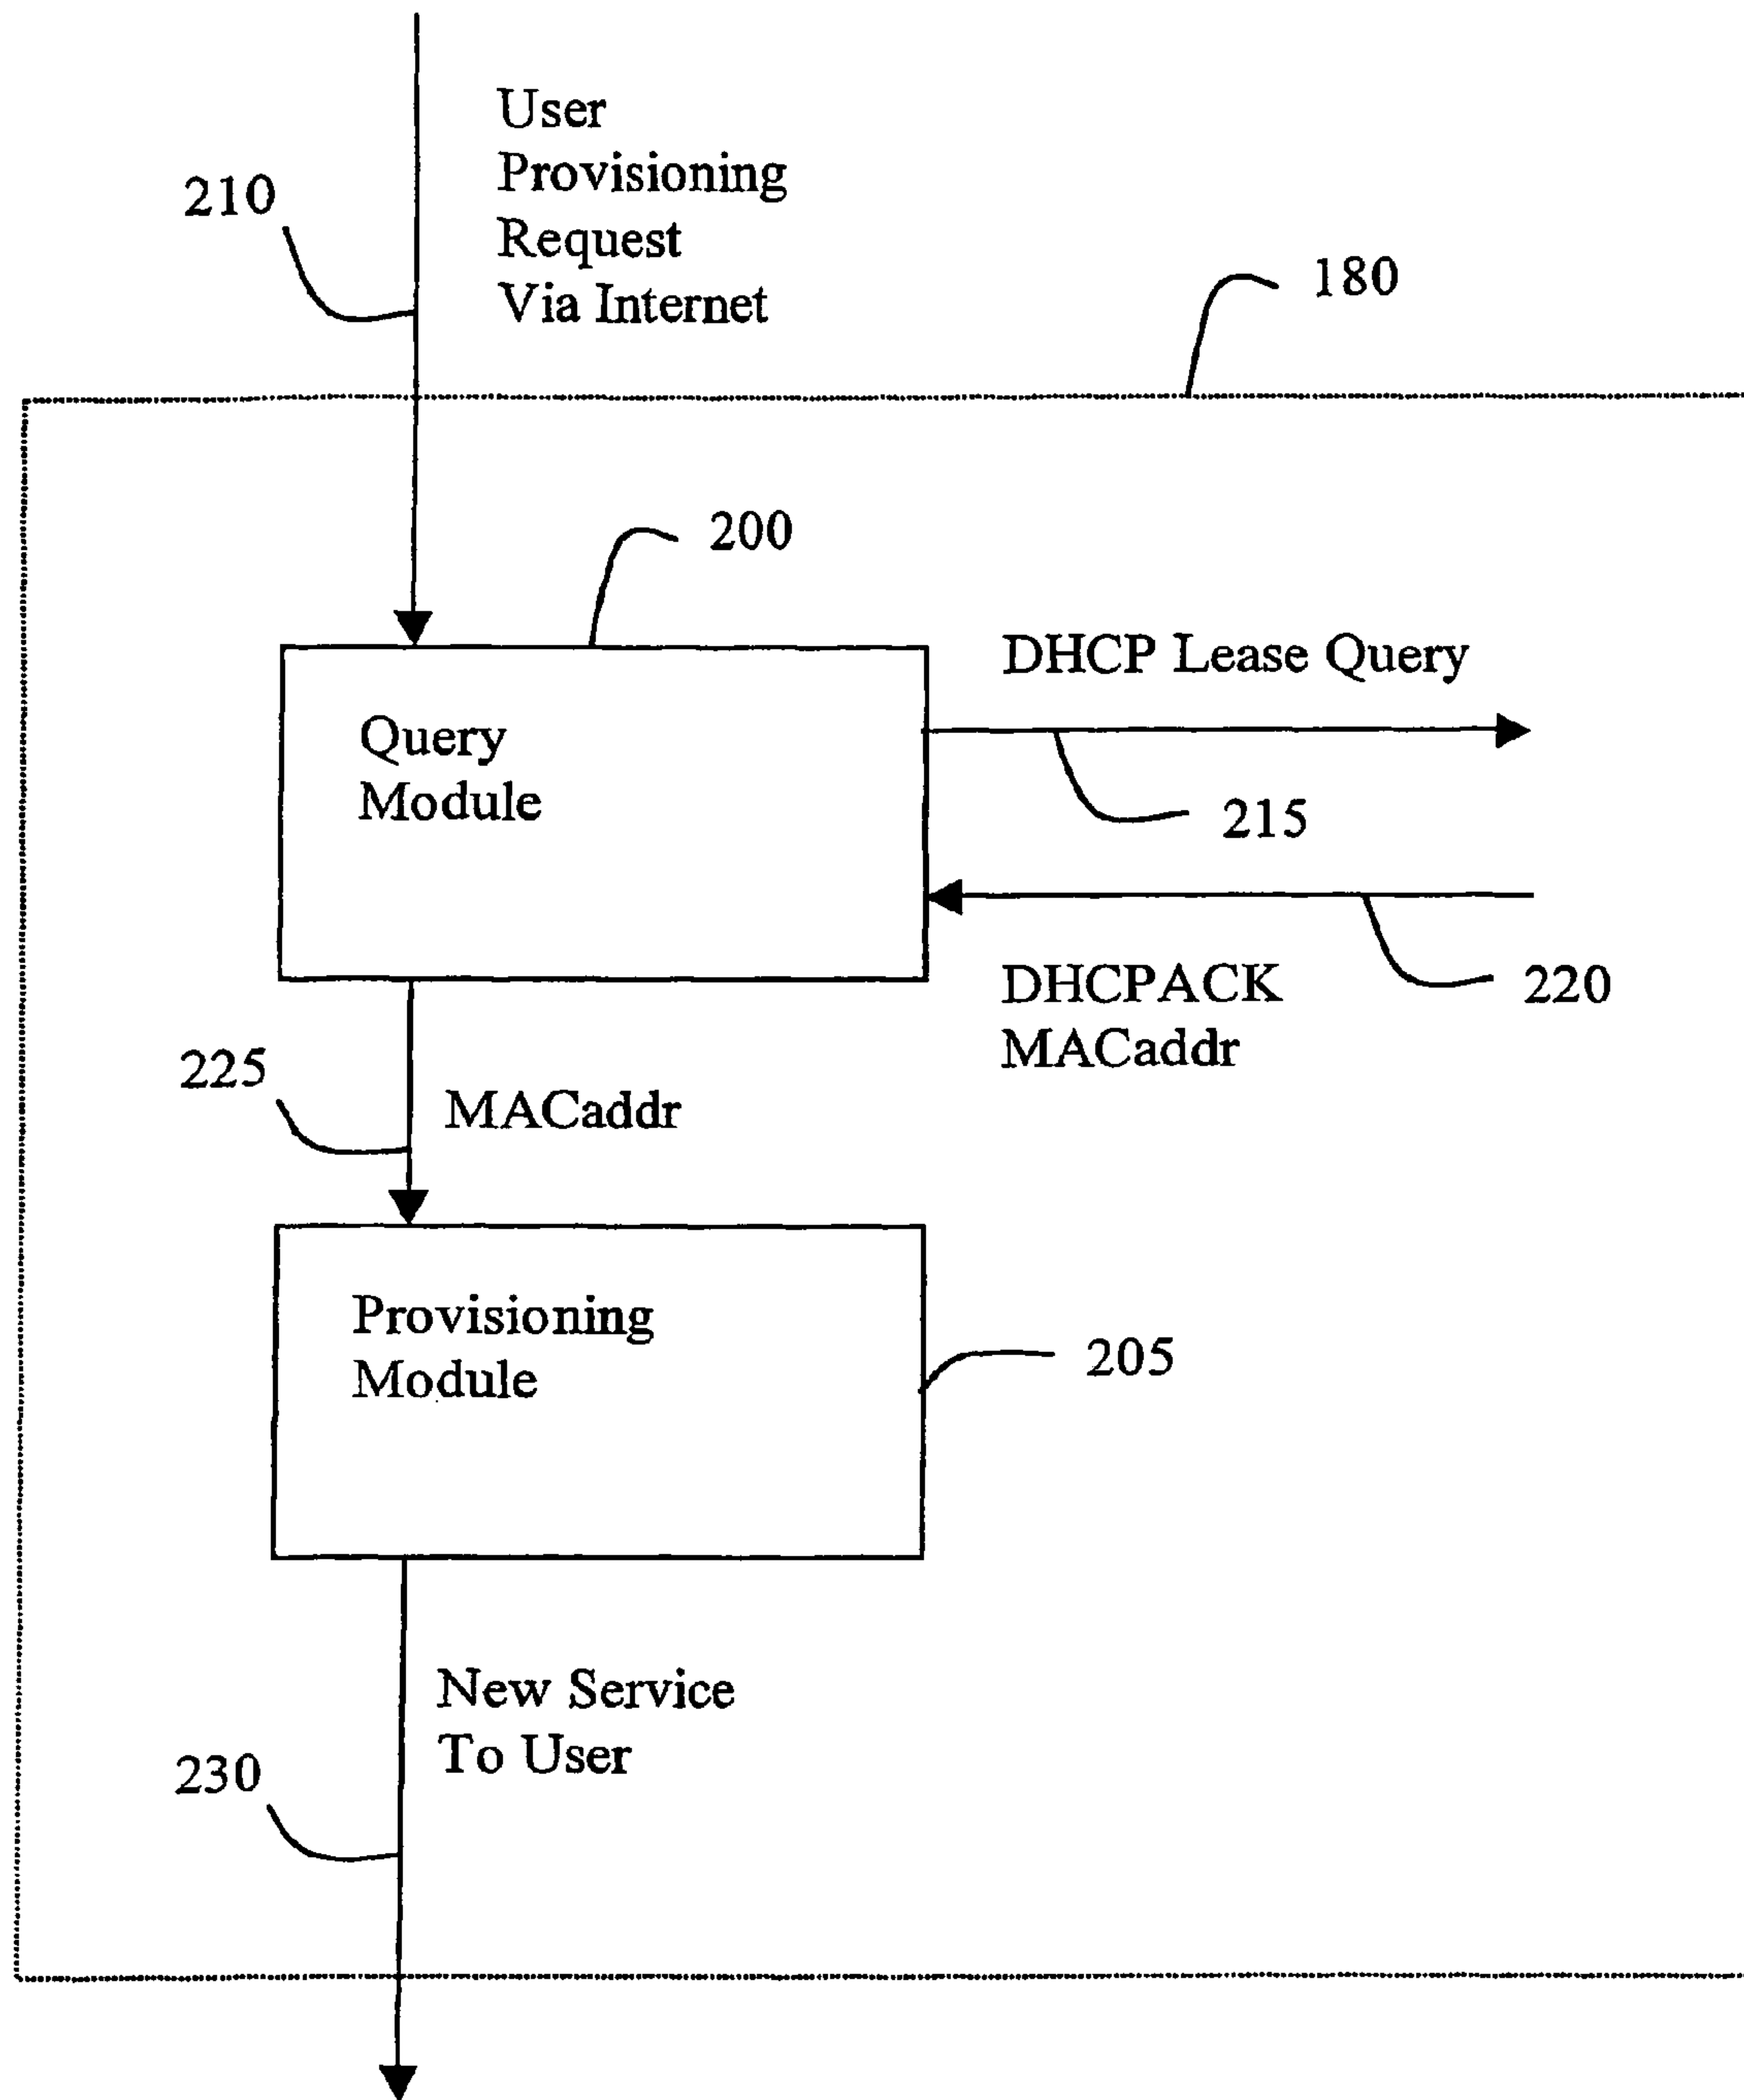 User
Provisioning
Request
Via Internet
210
180
200
Query
Module
DHCP Lease Query
215
DHCPACK
MACaddr
220
225
MACaddr
Provisioning
Module
205
New Service
To User
230